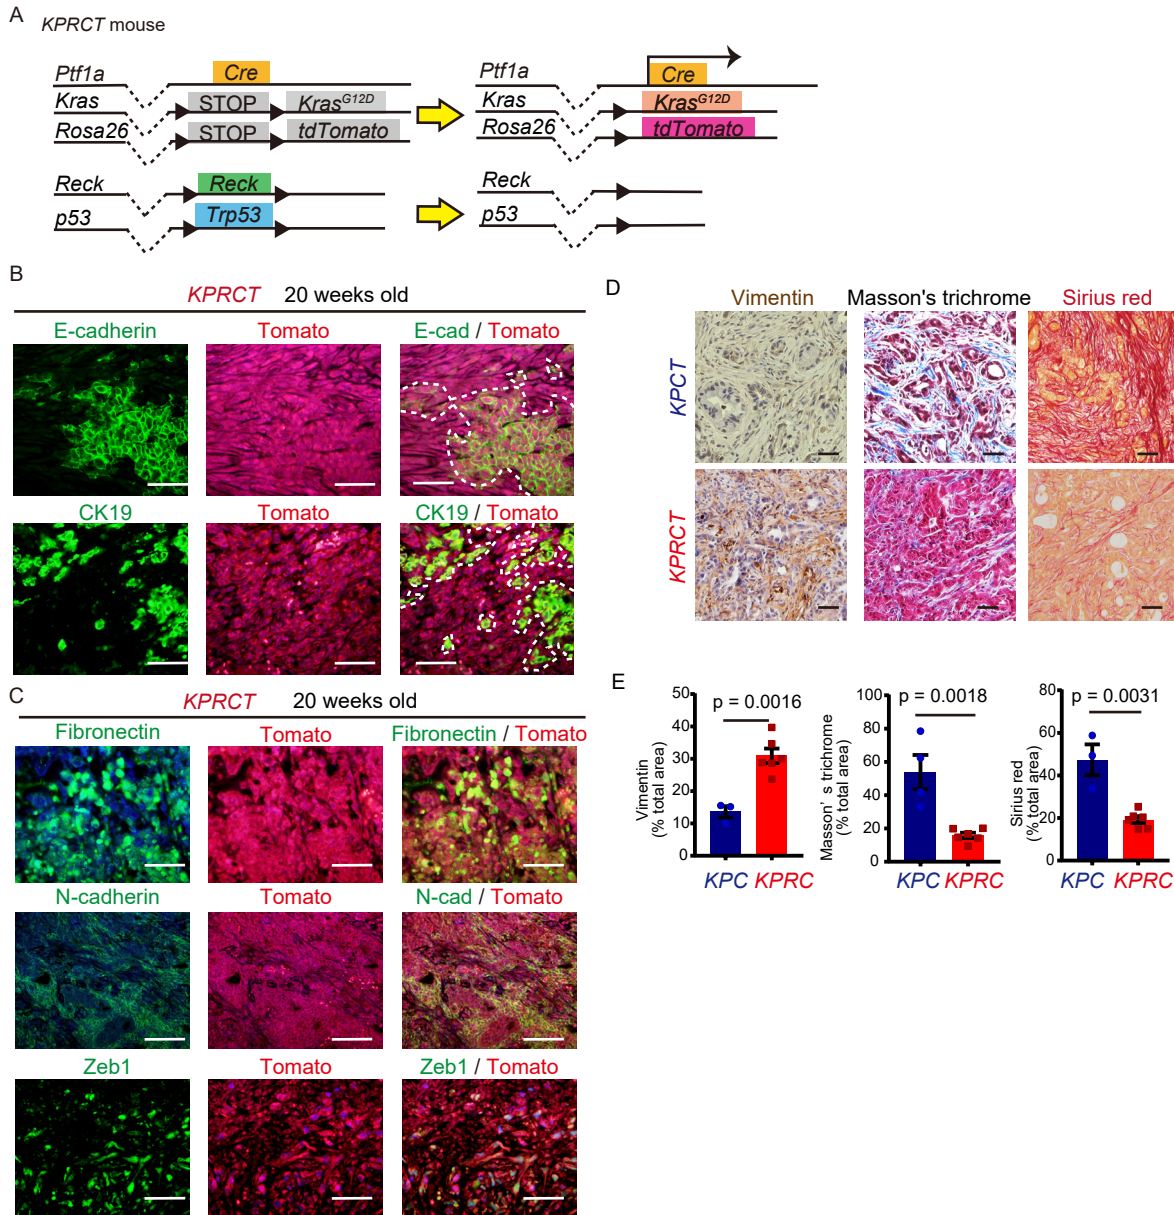 A
KPRCT mouse
Ptf1a Cre Ptf1a Cre
Kras STOP KrasG12D Kras KrasG12D
Rosa26 STOP tdTomato Rosa26 tdTomato
Reck Reck Reck
p53 Trp53 p53
B
KPRCT 20 weeks old
E-cadherin Tomato E-cad / Tomato
CK19 Tomato CK19 / Tomato
C
KPRCT 20 weeks old
Fibronectin Tomato Fibronectin / Tomato
N-cadherin Tomato N-cad / Tomato
Zeb1 Tomato Zeb1 / Tomato
D
Vimentin Masson's trichrome Sirius red
KPCT
KPRCT
E
Vimentin
(% total area)
50
40
30
20
10
0
p = 0.0016
KPC KPRC
Masson' s trichrome
(% total area)
100
80
60
40
20
0
p = 0.0018
KPC KPRC
Sirius red
(% total area)
80
60
40
20
0
p = 0.0031
KPC KPRC